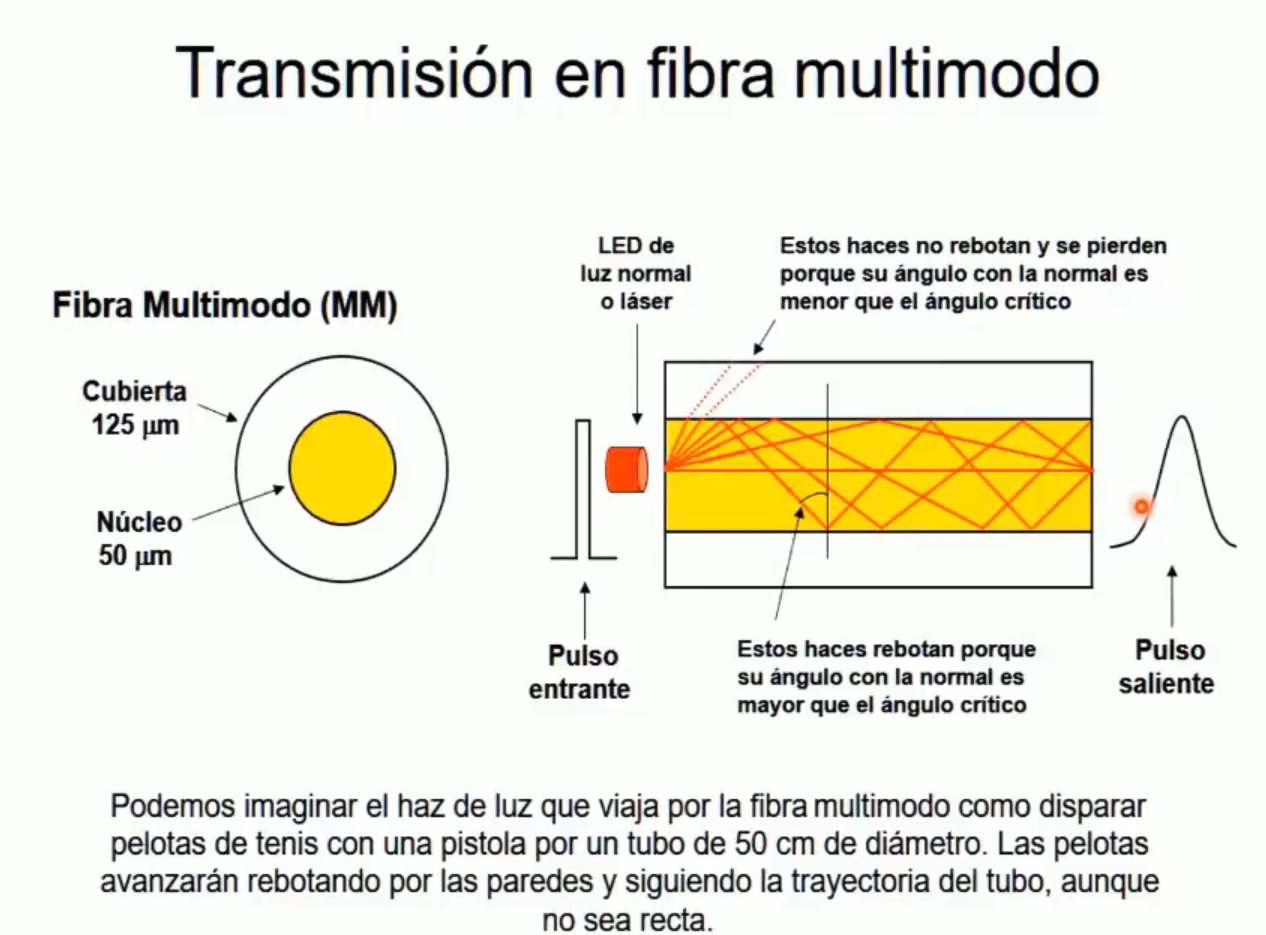 Transmisión en fibra multimodo
Fibra Multimodo (MM)
Cubierta
125 μm
Núcleo
50 μm
LED de
luz normal
o láser
Estos haces no rebotan y se pierden
porque su ángulo con la normal es
menor que el ángulo crítico
Pulso
entrante
Estos haces rebotan porque
su ángulo con la normal es
mayor que el ángulo crítico
Pulso
saliente
Podemos imaginar el haz de luz que viaja por la fibra multimodo como disparar
pelotas de tenis con una pistola por un tubo de 50 cm de diámetro. Las pelotas
avanzarán rebotando por las paredes y siguiendo la trayectoria del tubo, aunque
no sea recta.